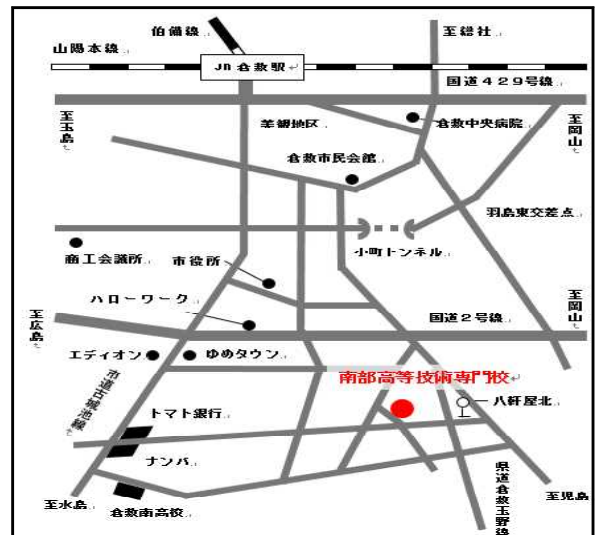 伯備線
至総社
山陽本線
JR倉敷駅
国道429号線
至玉島
美観地区
倉敷中央病院
至岡山
倉敷市民会館
羽島東交差点
商工会議所
市役所
小町トンネル
ハローワーク
国道2号線
至岡山
至広島
エディオン
ゆめタウン
南部高等技術専門校
市道古城池線
トマト銀行
八軒屋北
ナンバ
県道倉敷玉野線
至水島
倉敷南高校
至児島